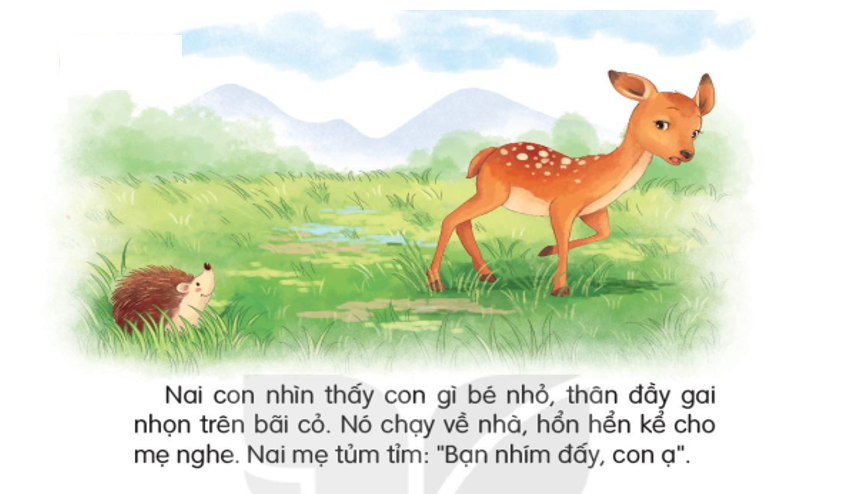 Nai con nhìn thấy con gì bé nhỏ, thân đầy gai
nhọn trên bãi cỏ. Nó chạy về nhà, hổn hển kể cho
mẹ nghe. Nai mẹ tủm tỉm: "Bạn nhím đấy, con ạ".